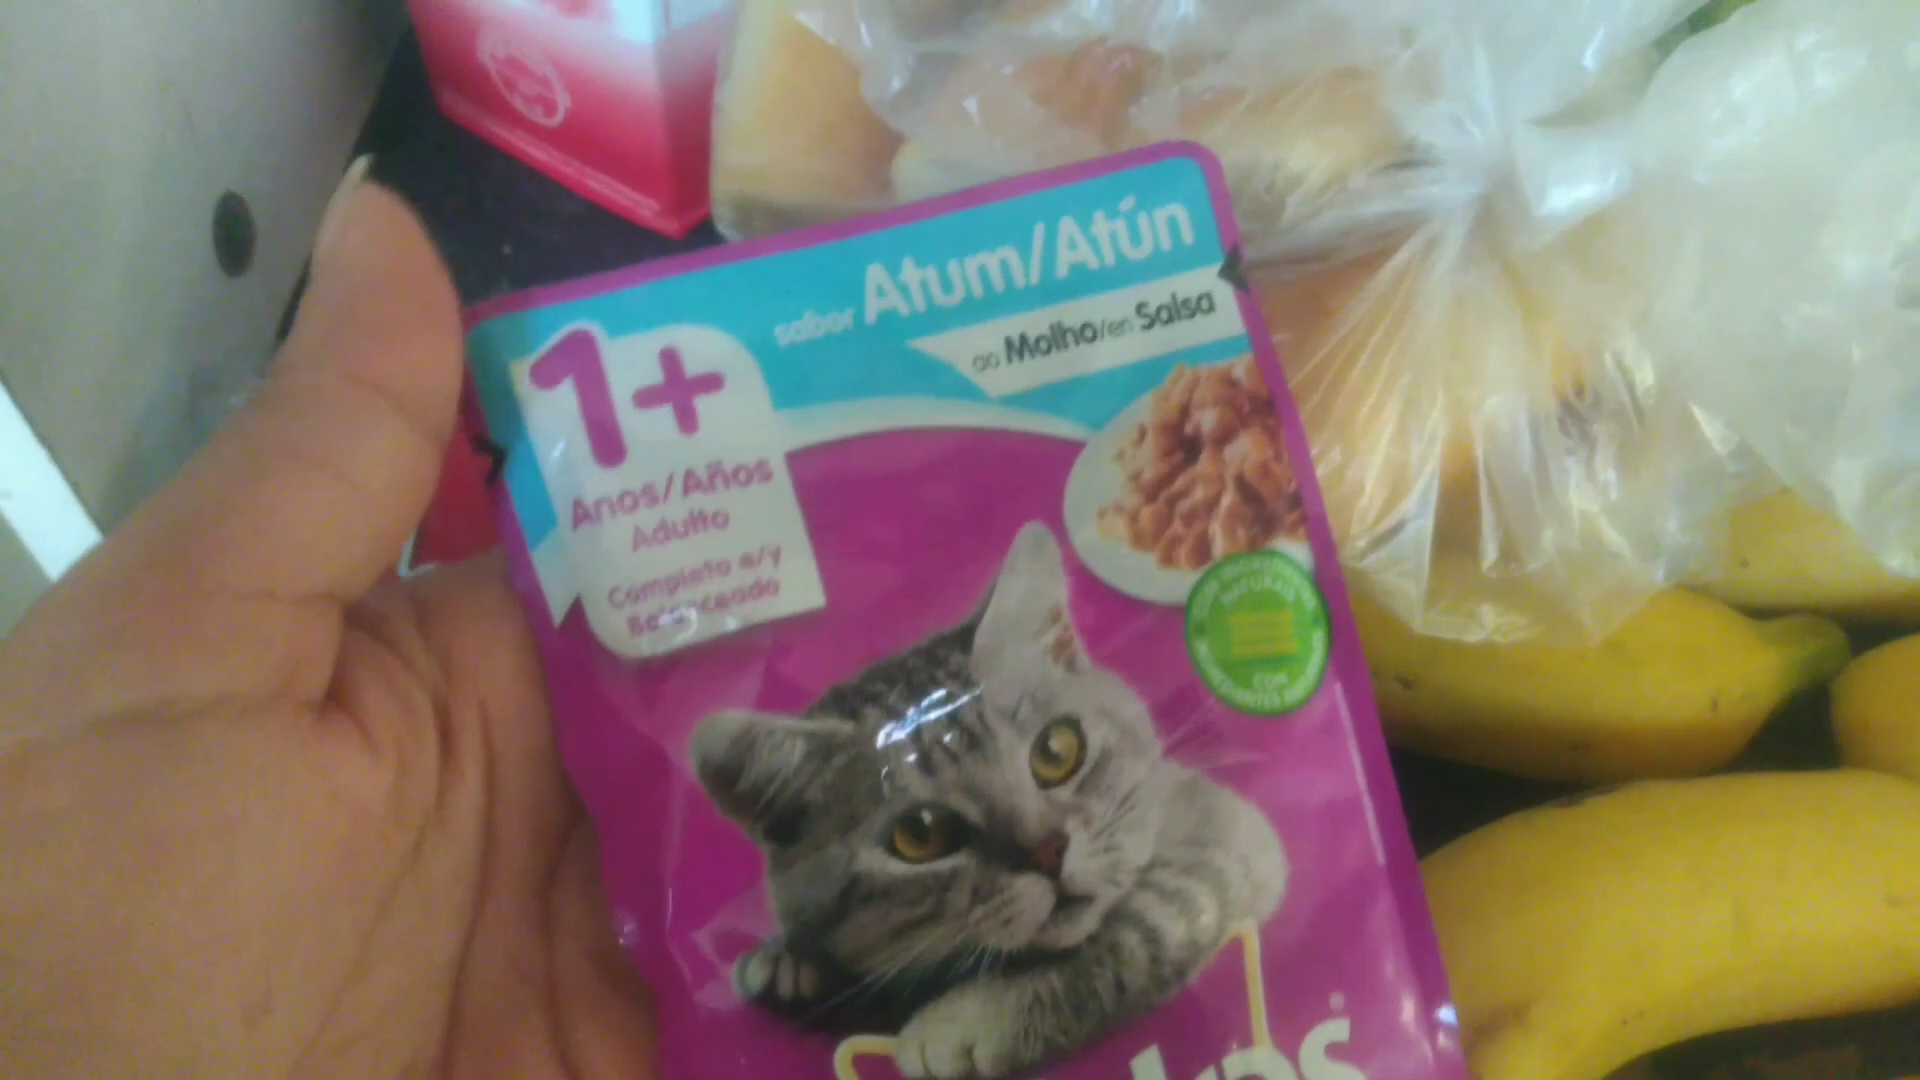 sabor Atum/Atún
ao Molho/en Salsa
1+
Anos/Años
Adulto
Completo e/y
Balanceado